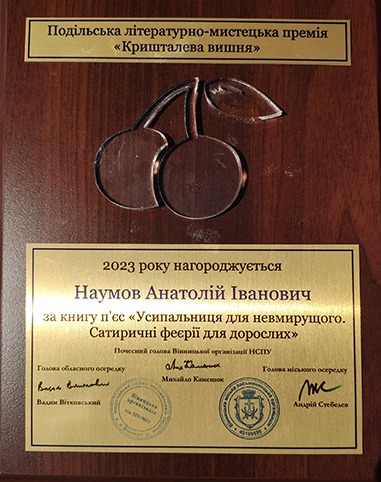 Подільська літературно-мистецька премія
«Кришталева вишня»
2023 року нагороджується
Наумов Анатолій Іванович
за книгу п'єс «Усипальниця для невмирущого.
Сатиричні феєрії для дорослих»
Почесний голова Вінницької організації НСПУ
Голова обласного осередку
Голова міського осередку
Михайло Каменюк
Вадим Вітковський
Андрій Стебелев